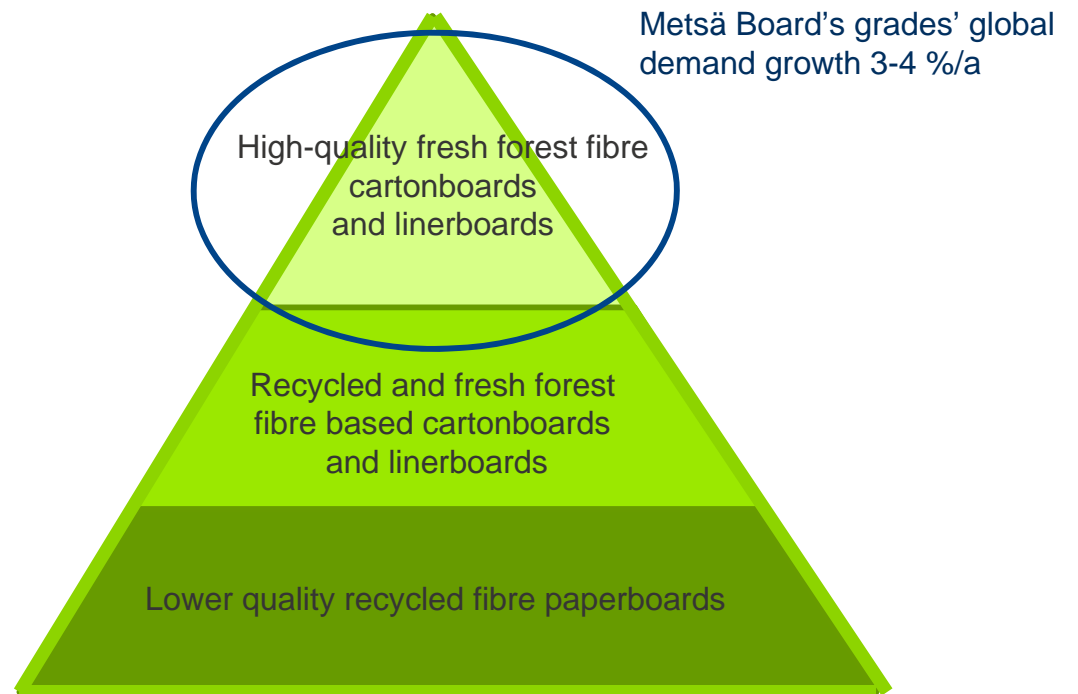 Metsä Board's grades' global
demand growth 3-4 %/a
High-quality fresh forest fibre
cartonboards
and linerboards
Recycled and fresh forest
fibre based cartonboards
and linerboards
Lower quality recycled fibre paperboards